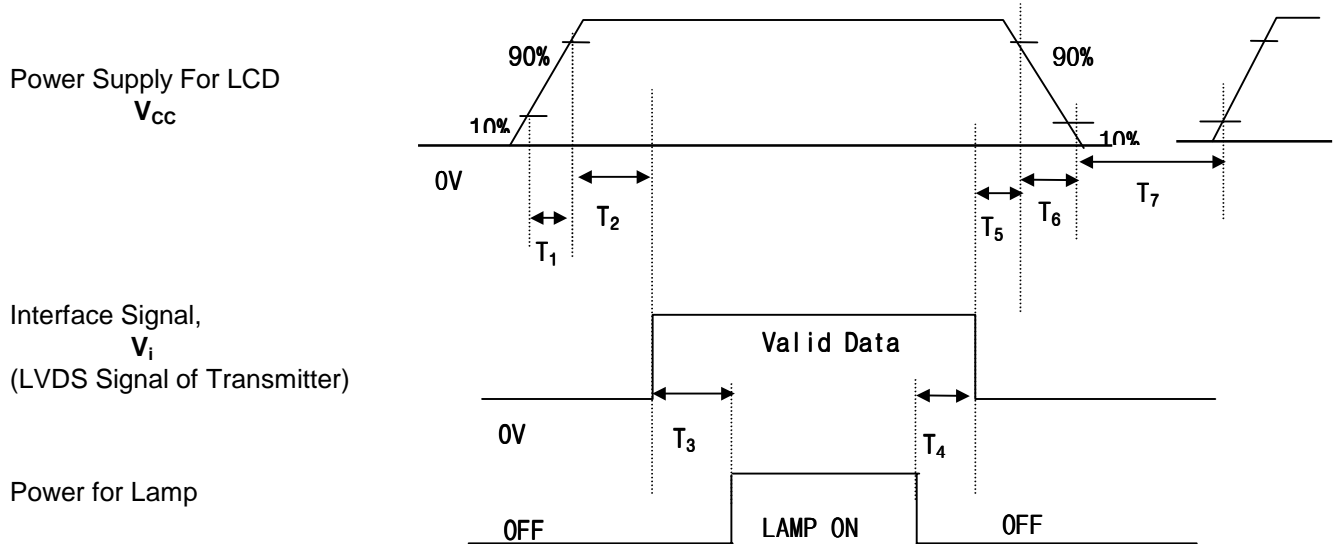 90%
90%
Power Supply For LCD
VCC
10%
10%
0V
T1
T2
T5
T6
T7
Interface Signal,
Vi
(LVDS Signal of Transmitter)
Valid Data
0V
T3
T4
Power for Lamp
OFF
LAMP ON
OFF